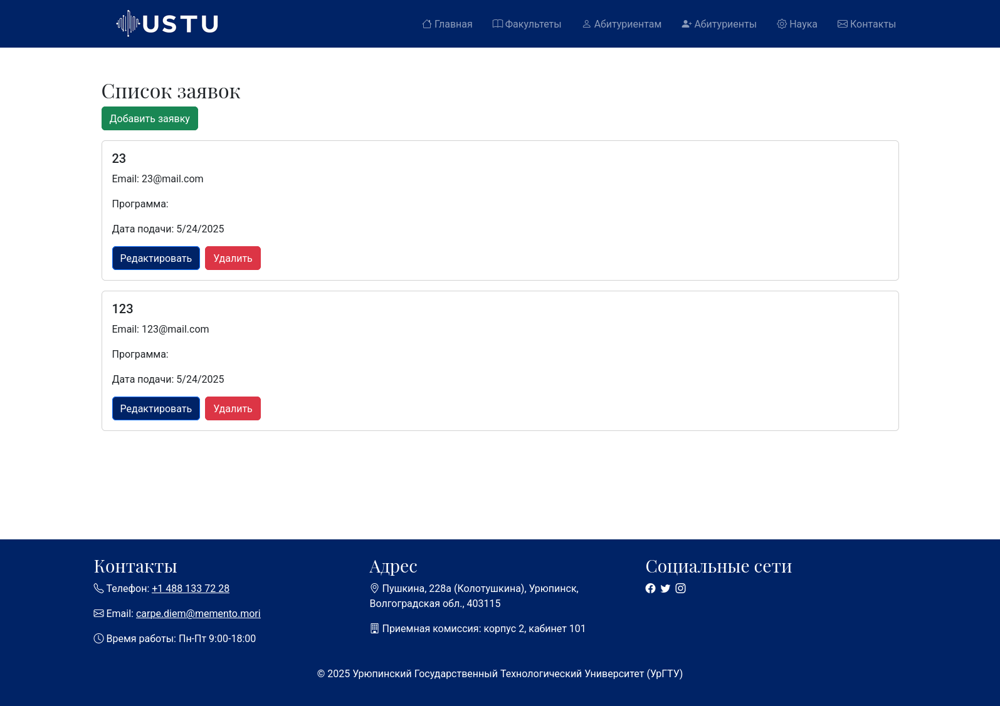 USTU
Главная
Факультеты
Абитуриентам
Абитуриенты
Наука
Контакты
Список заявок
Добавить заявку
23
Email: 23@mail.com
Программа:
Дата подачи: 5/24/2025
Редактировать
Удалить
123
Email: 123@mail.com
Программа:
Дата подачи: 5/24/2025
Редактировать
Удалить
Контакты
Телефон: +1 488 133 72 28
Email: carpe.diem@memento.mori
Время работы: Пн-Пт 9:00-18:00
Адрес
Пушкина, 228а (Колотушкина), Урюпинск,
Волгоградская обл., 403115
Приемная комиссия: корпус 2, кабинет 101
Социальные сети
© 2025 Урюпинский Государственный Технологический Университет (УрГТУ)